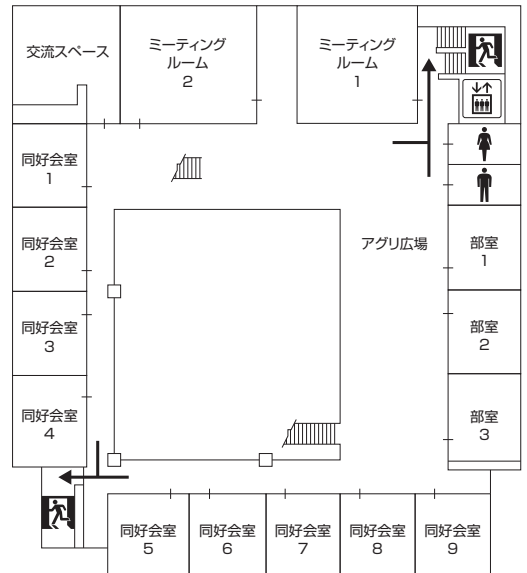 交流スペース
ミーティング
ルーム
2
ミーティング
ルーム
1
同好会室
1
同好会室
2
同好会室
3
同好会室
4
アグリ広場
部室
1
部室
2
部室
3
同好会室
5
同好会室
6
同好会室
7
同好会室
8
同好会室
9